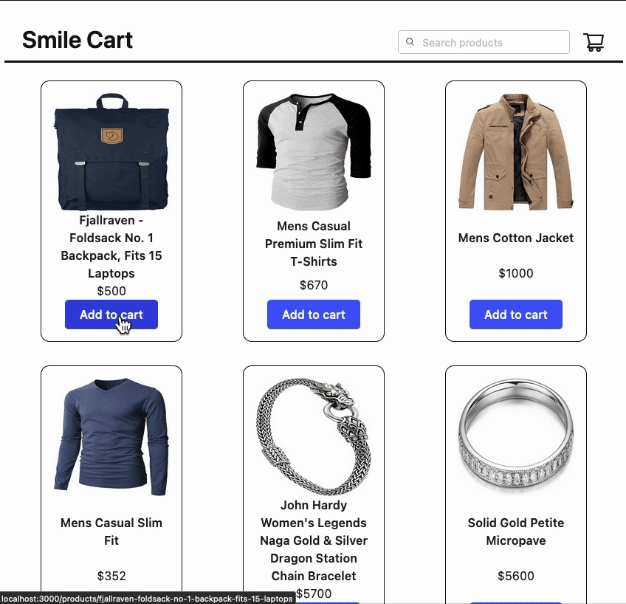 Smile Cart
Search products
Fjallraven -
Foldsack No. 1
Backpack, Fits 15
Laptops
$500
Add to cart
Mens Casual
Premium Slim Fit
T-Shirts
$670
Add to cart
Mens Cotton Jacket
$1000
Add to cart
Mens Casual Slim
Fit
$352
John Hardy
Women's Legends
Naga Gold & Silver
Dragon Station
Chain Bracelet
$5700
Solid Gold Petite
Micropave
$5600
localhost:3000/products/fjallraven-foldsack-no-1-backpack-fits-15-laptops